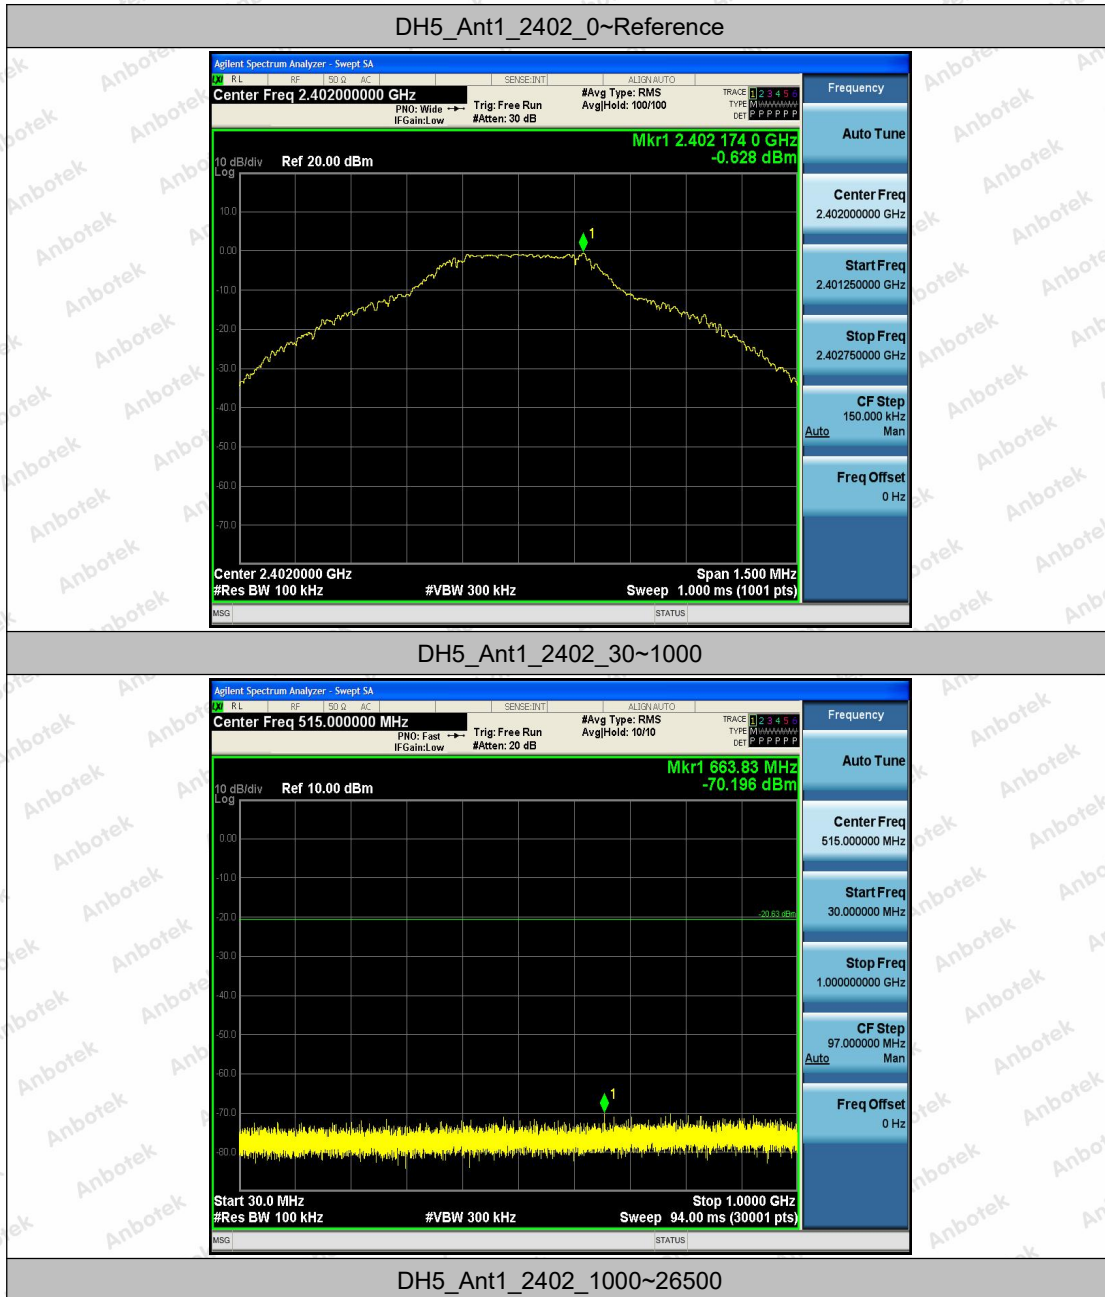 DH5_Ant1_2402_0~Reference
Agilent Spectrum Analyzer - Swept SA
LXI RL RF 50 Ω AC SENSE:INT ALIGNAUTO
Center Freq 2.402000000 GHz
PNO: Wide
IFGain:Low
Trig: Free Run
#Atten: 30 dB
#Avg Type: RMS
Avg|Hold: 100/100
TRACE 1 2 3 4 5 6
TYPE M WWWWW
DET P P P P P P
Mkr1 2.402 174 0 GHz
-0.628 dBm
10 dB/div Ref 20.00 dBm
Log
10.0
0.00
-10.0
-20.0
-30.0
-40.0
-50.0
-60.0
-70.0
1
Center 2.4020000 GHz Span 1.500 MHz
#Res BW 100 kHz #VBW 300 kHz Sweep 1.000 ms (1001 pts)
MSG STATUS
Frequency
Auto Tune
Center Freq
2.402000000 GHz
Start Freq
2.401250000 GHz
Stop Freq
2.402750000 GHz
CF Step
150.000 kHz
Auto Man
Freq Offset
0 Hz
DH5_Ant1_2402_30~1000
Agilent Spectrum Analyzer - Swept SA
LXI RL RF 50 Ω AC SENSE:INT ALIGNAUTO
Center Freq 515.000000 MHz
PNO: Fast
IFGain:Low
Trig: Free Run
#Atten: 20 dB
#Avg Type: RMS
Avg|Hold: 10/10
TRACE 1 2 3 4 5 6
TYPE M WWWWW
DET P P P P P P
Mkr1 663.83 MHz
-70.196 dBm
10 dB/div Ref 10.00 dBm
Log
0.00
-10.0
-20.0
-30.0
-40.0
-50.0
-60.0
-70.0
-80.0
-20.63 dBm
1
Start 30.0 MHz Stop 1.0000 GHz
#Res BW 100 kHz #VBW 300 kHz Sweep 94.00 ms (30001 pts)
MSG STATUS
Frequency
Auto Tune
Center Freq
515.000000 MHz
Start Freq
30.000000 MHz
Stop Freq
1.000000000 GHz
CF Step
97.000000 MHz
Auto Man
Freq Offset
0 Hz
DH5_Ant1_2402_1000~26500
Anbotek